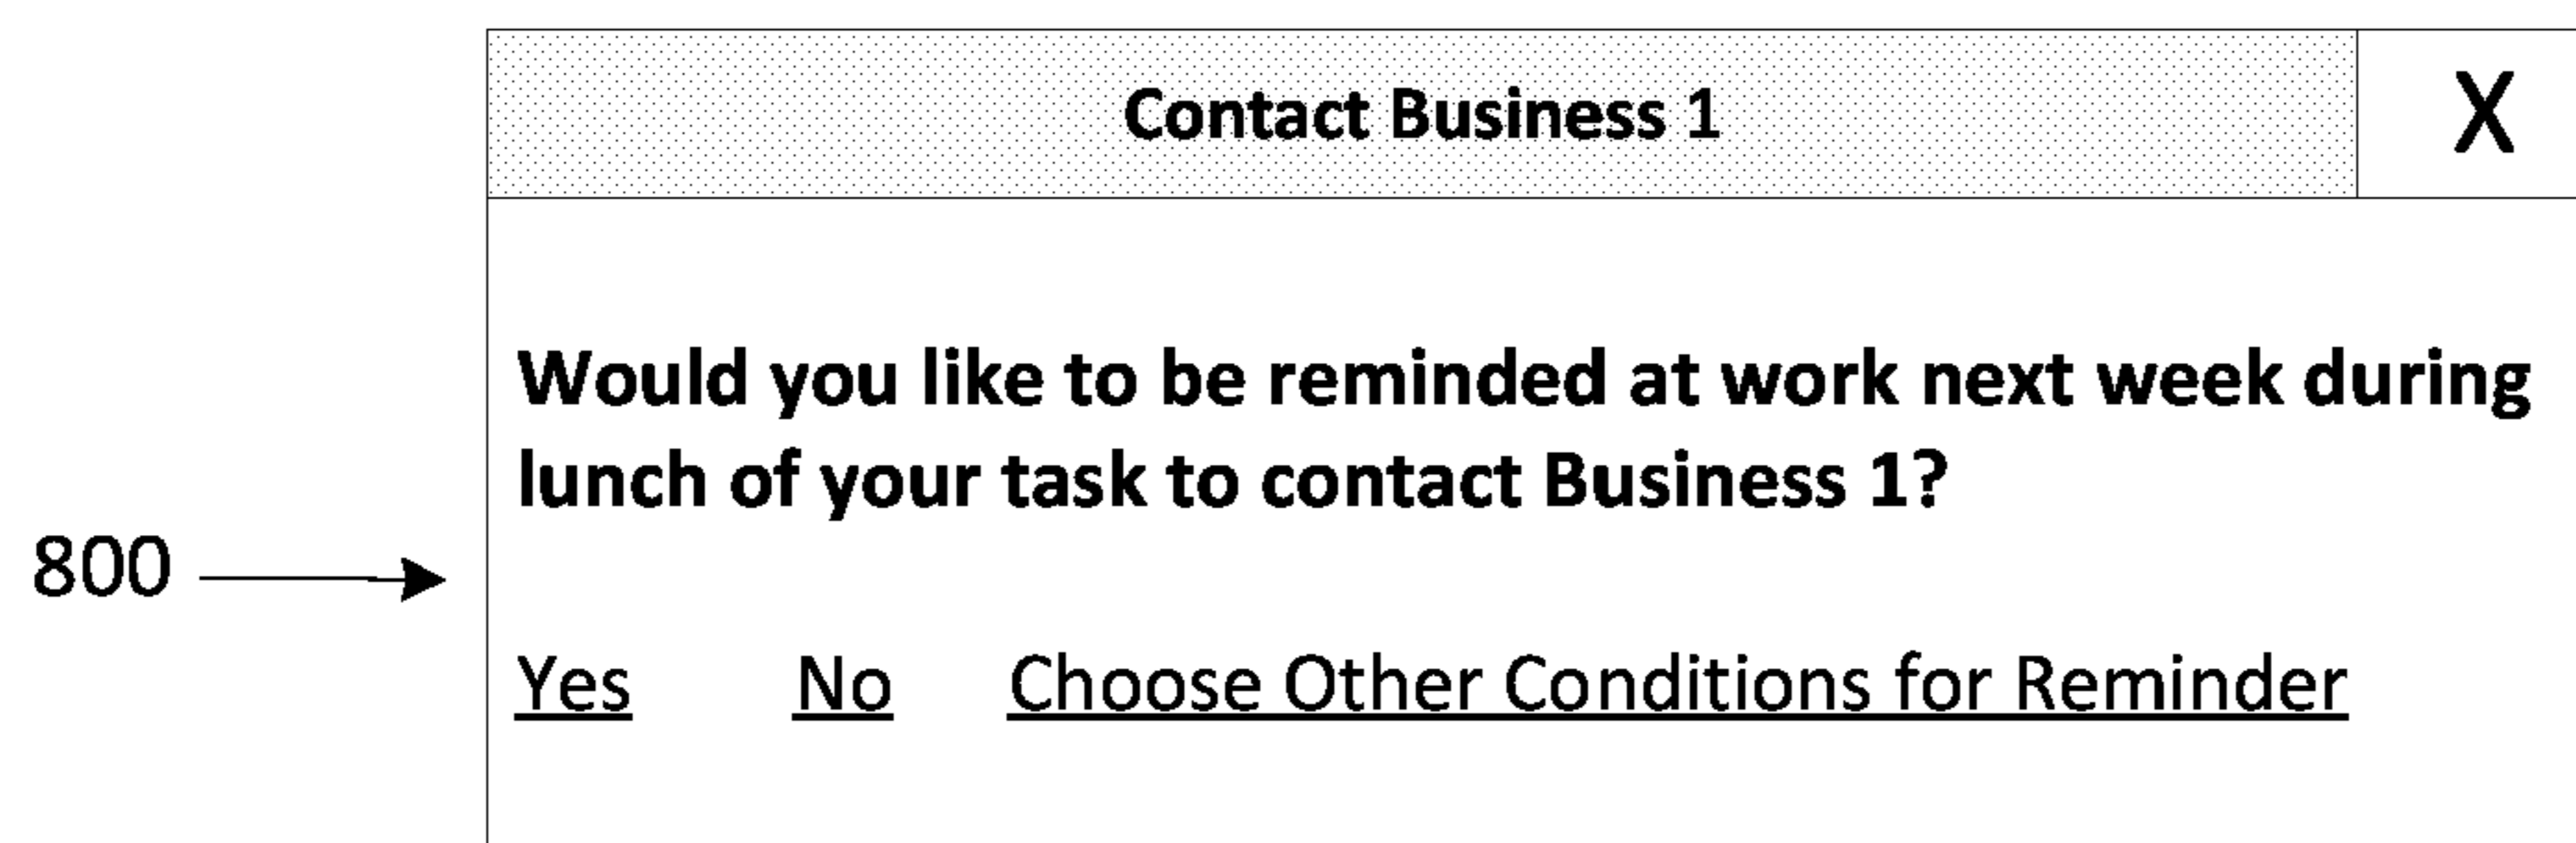 Contact Business 1
X
Would you like to be reminded at work next week during
lunch of your task to contact Business 1?
800
Yes No Choose Other Conditions for Reminder